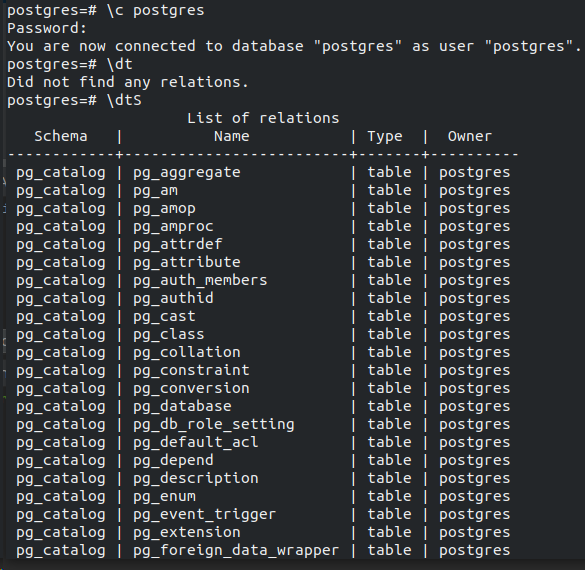 postgres=# \c postgres
Password:
You are now connected to database "postgres" as user "postgres".
postgres=# \dt
Did not find any relations.
postgres=# \dtS
                    List of relations
   Schema   |          Name           | Type  |  Owner
------------+-------------------------+-------+----------
 pg_catalog | pg_aggregate            | table | postgres
 pg_catalog | pg_am                   | table | postgres
 pg_catalog | pg_amop                 | table | postgres
 pg_catalog | pg_amproc               | table | postgres
 pg_catalog | pg_attrdef              | table | postgres
 pg_catalog | pg_attribute            | table | postgres
 pg_catalog | pg_auth_members         | table | postgres
 pg_catalog | pg_authid               | table | postgres
 pg_catalog | pg_cast                 | table | postgres
 pg_catalog | pg_class                | table | postgres
 pg_catalog | pg_collation            | table | postgres
 pg_catalog | pg_constraint           | table | postgres
 pg_catalog | pg_conversion           | table | postgres
 pg_catalog | pg_database             | table | postgres
 pg_catalog | pg_db_role_setting      | table | postgres
 pg_catalog | pg_default_acl          | table | postgres
 pg_catalog | pg_depend               | table | postgres
 pg_catalog | pg_description          | table | postgres
 pg_catalog | pg_enum                 | table | postgres
 pg_catalog | pg_event_trigger        | table | postgres
 pg_catalog | pg_extension            | table | postgres
 pg_catalog | pg_foreign_data_wrapper | table | postgres